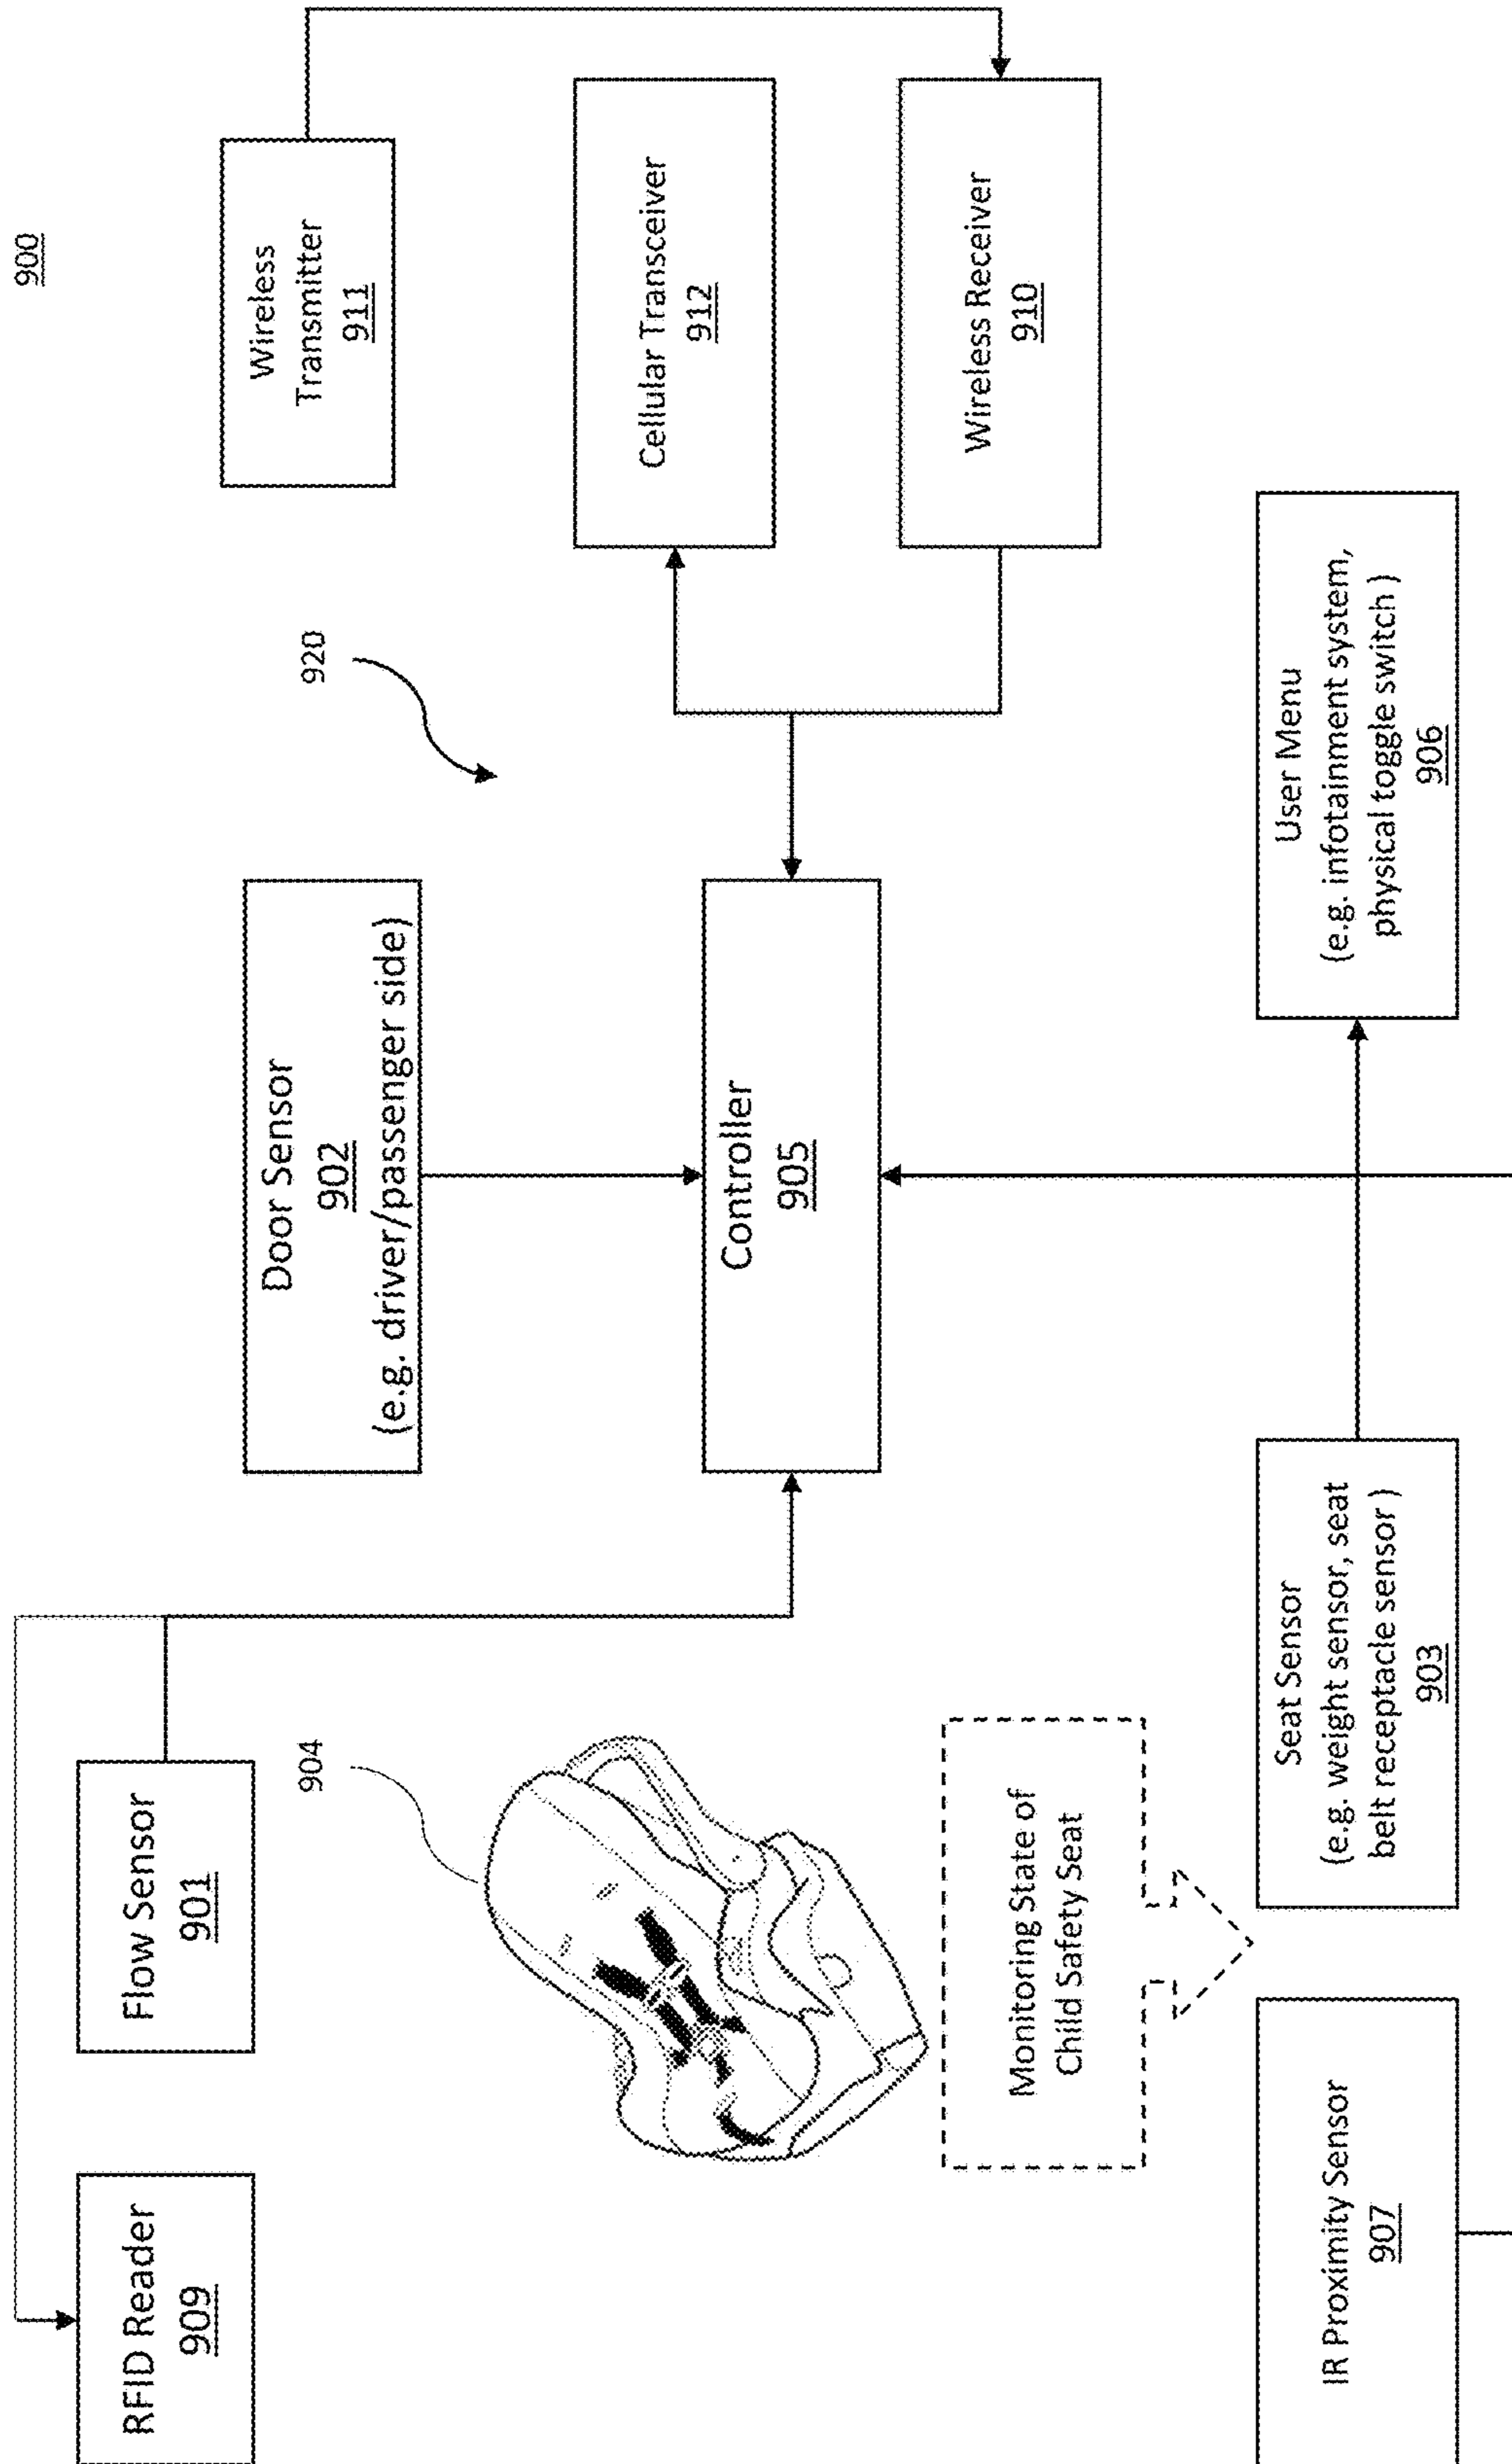 900
RFID Reader
909
Flow Sensor
901
Door Sensor
902
(e.g. driver/passenger side)
Wireless
Transmitter
911
904
920
Controller
905
Cellular Transceiver
912
Wireless Receiver
910
Monitoring State of
Child Safety Seat
IR Proximity Sensor
907
Seat Sensor
(e.g. weight sensor, seat
belt receptacle sensor )
903
User Menu
(e.g. infotainment system,
physical toggle switch )
906